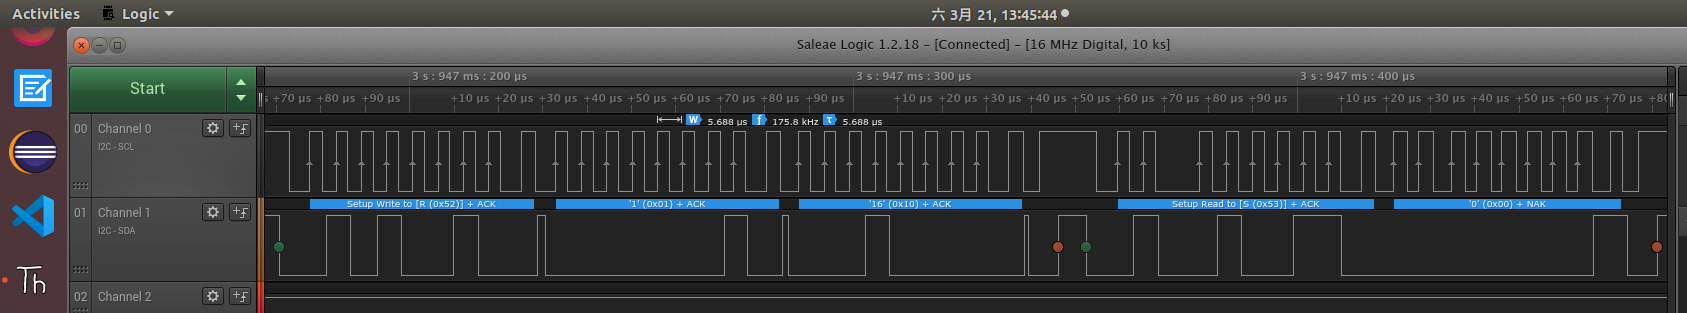 Activities Logic 六 3月 21, 13:45:44
Saleae Logic 1.2.18 - [Connected] - [16 MHz Digital, 10 ks]
Start
3 s : 947 ms : 200 µs 3 s : 947 ms : 300 µs 3 s : 947 ms : 400 µs
+70 µs +80 µs +90 µs +10 µs +20 µs +30 µs +40 µs +50 µs +60 µs +70 µs +80 µs +90 µs +10 µs +20 µs +30 µs +40 µs +50 µs +60 µs +70 µs +80 µs +90 µs +10 µs +20 µs +30 µs +40 µs +50 µs +60 µs +70 µs
00 Channel 0
I2C - SCL
W 5.688 µs f 175.8 kHz T 5.688 µs
Setup Write to [R (0x52)] + ACK '1' (0x01) + ACK '16' (0x10) + ACK Setup Read to [S (0x53)] + ACK '0' (0x00) + NAK
01 Channel 1
I2C - SDA
02 Channel 2
Th